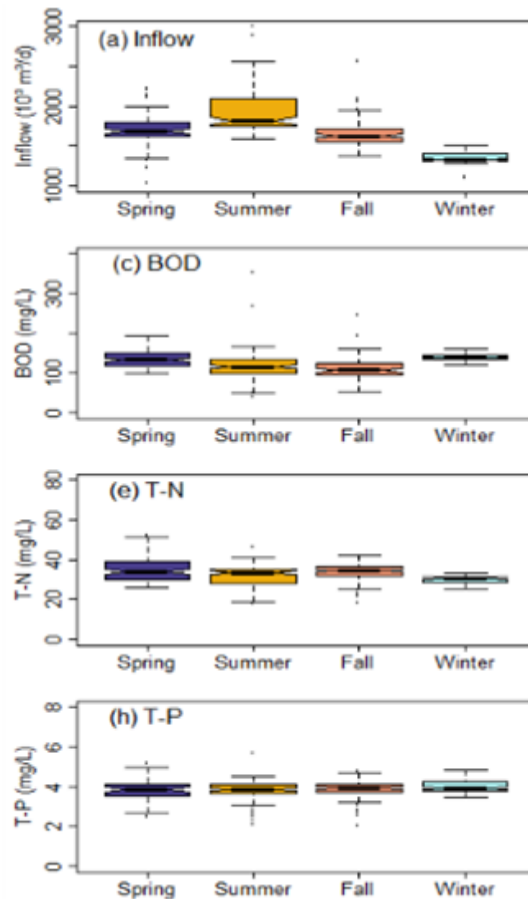 (a) Inflow
Inflow (10³ m³/d)
3000
2000
1000
Spring Summer Fall Winter
(c) BOD
BOD (mg/L)
300
100
0
Spring Summer Fall Winter
(e) T-N
T-N (mg/L)
80
60
40
20
0
Spring Summer Fall Winter
(h) T-P
T-P (mg/L)
8
6
4
2
0
Spring Summer Fall Winter